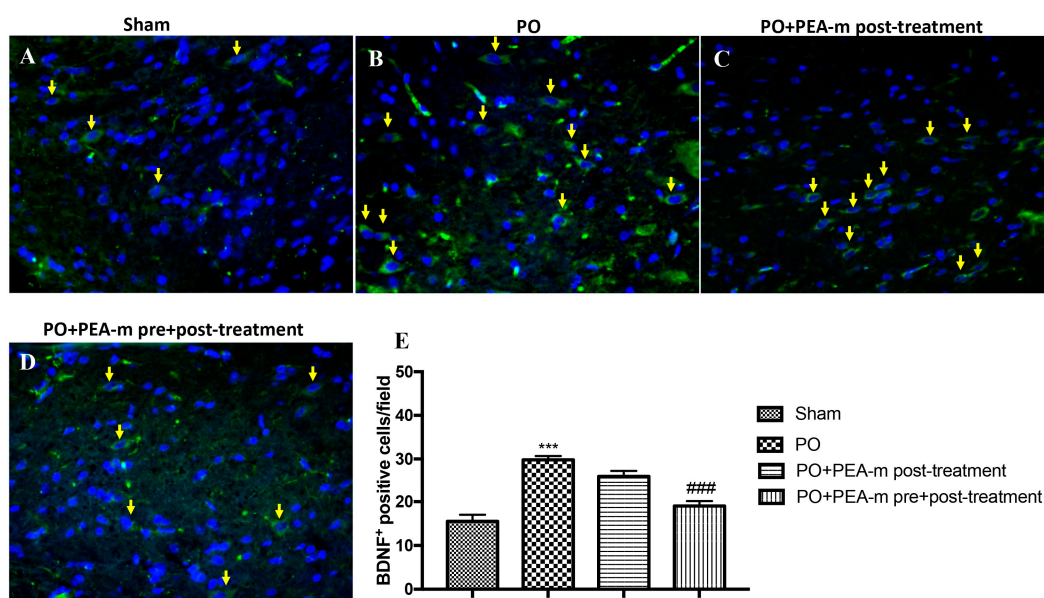 Sham
PO
PO+PEA-m post-treatment
A
B
C
PO+PEA-m pre+post-treatment
D
E
BDNF⁺ positive cells/field
50
40
30
20
10
0
***
###
Sham
PO
PO+PEA-m post-treatment
PO+PEA-m pre+post-treatment